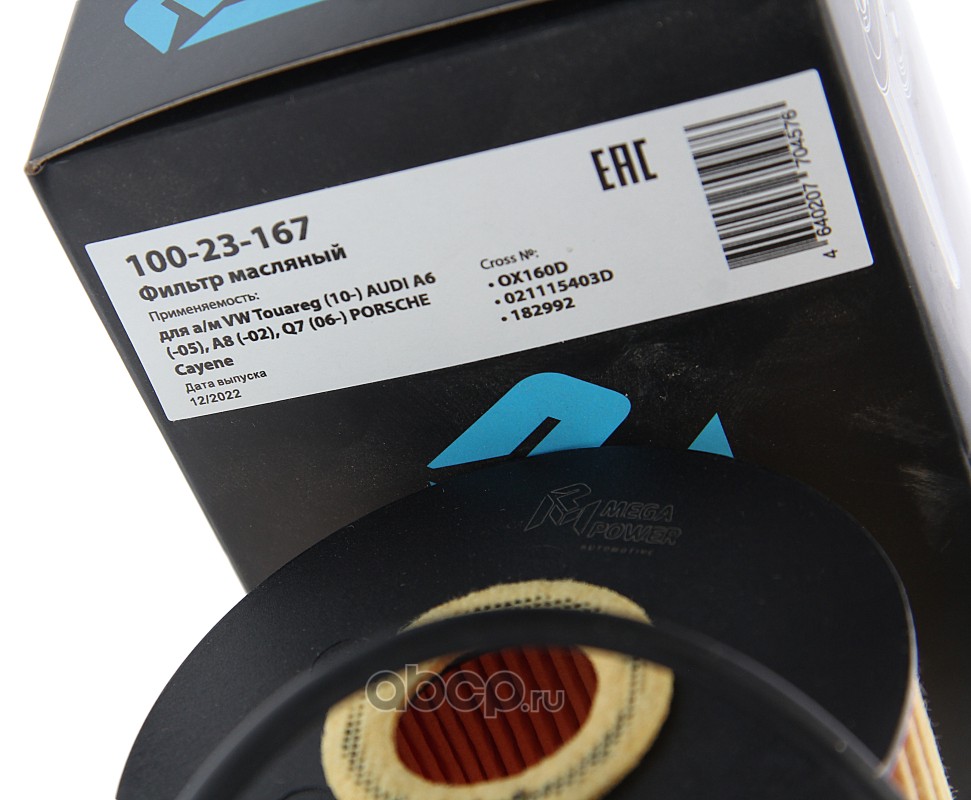 100-23-167
Фильтр масляный
Применяемость:
для а/м VW Touareg (10-) AUDI A6
(-05), A8 (-02), Q7 (06-) PORSCHE
Cayene
Дата выпуска
12/2022
Cross №:
• OX160D
• 021115403D
• 182992
EAC
4 640207 704576
MEGA
POWER
AUTOMOTIVE
abcp.ru